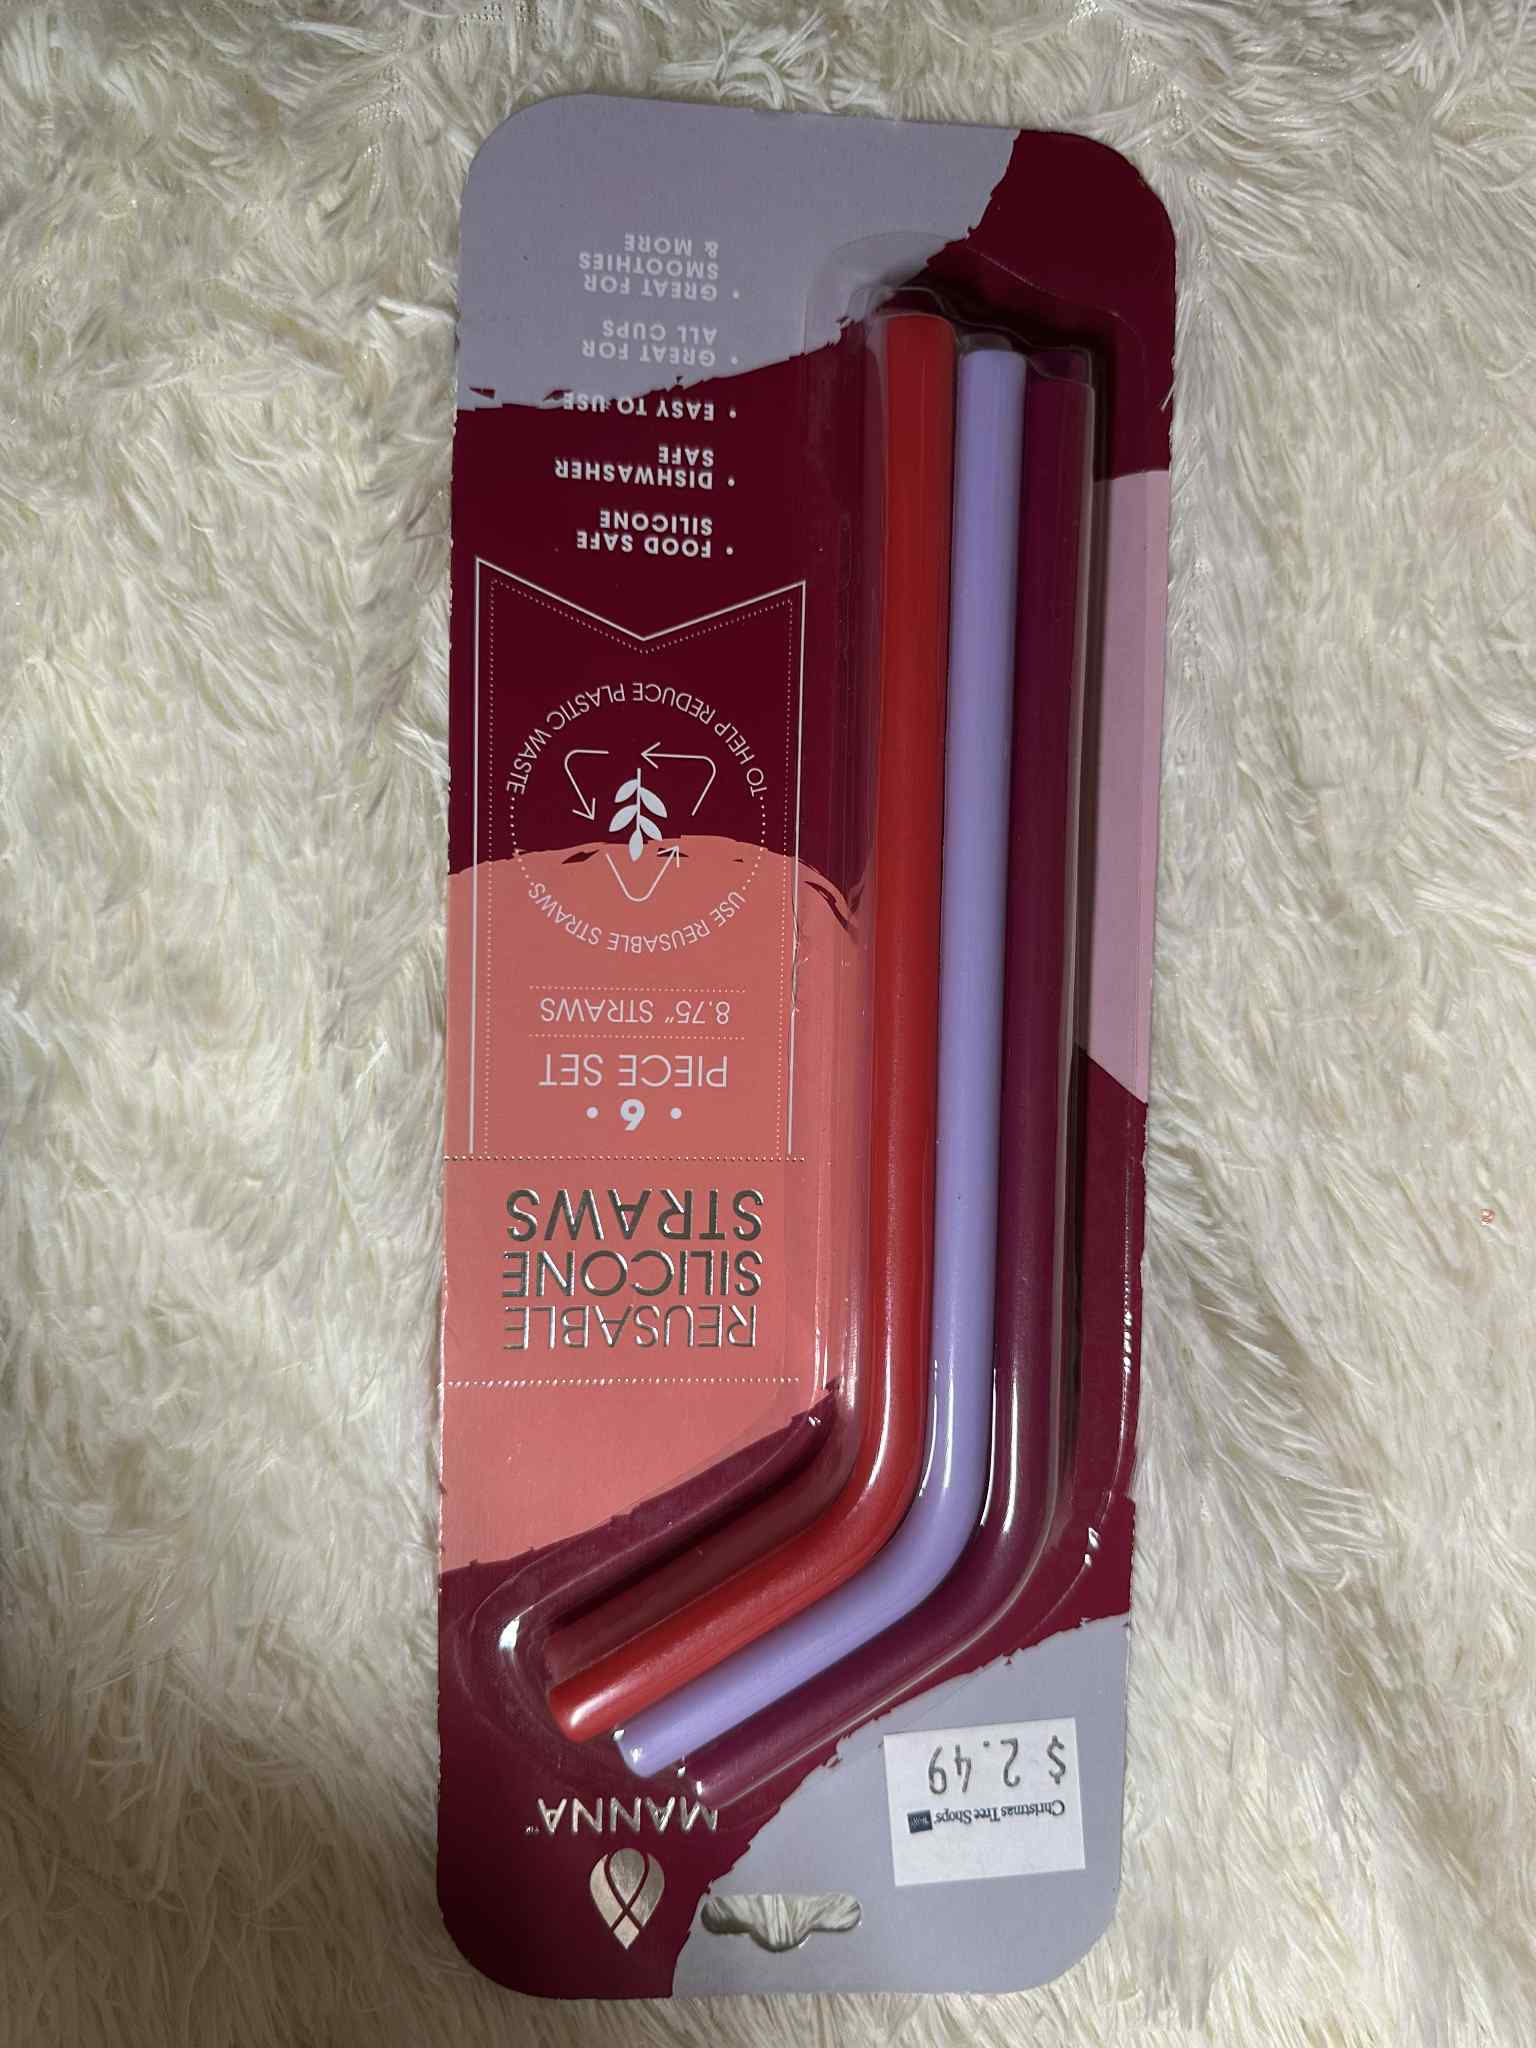 MANNA™
Christmas Tree Shops
$ 2.49
REUSABLE
SILICONE
STRAWS
• 6 •
PIECE SET
8.75" STRAWS
• USE REUSABLE STRAWS •
TO HELP REDUCE PLASTIC WASTE
• FOOD SAFE
SILICONE
• DISHWASHER
SAFE
• EASY TO USE
• GREAT FOR
ALL CUPS
• GREAT FOR
SMOOTHIES
& MORE